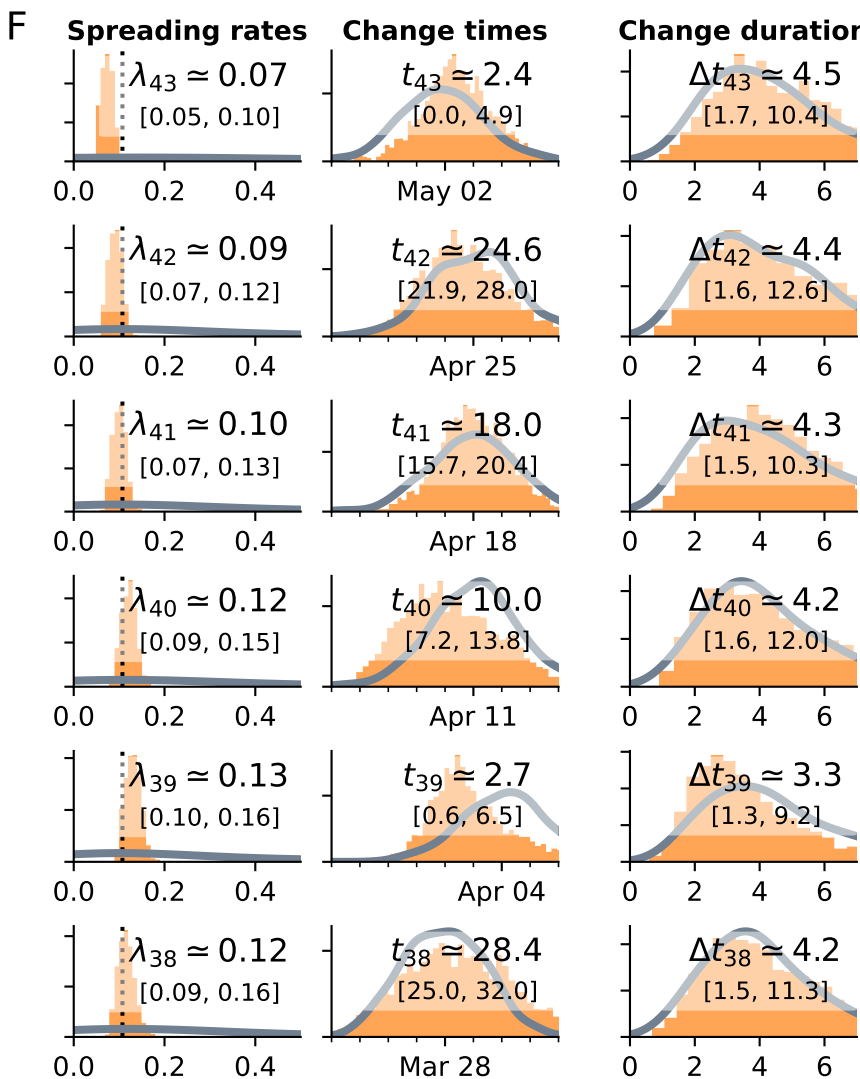 F
Spreading rates Change times Change duration
λ43 ≃ 0.07 t43 ≃ 2.4 Δt43 ≃ 4.5
[0.05, 0.10] [0.0, 4.9] [1.7, 10.4]
0.0 0.2 0.4 May 02 0 2 4 6
λ42 ≃ 0.09 t42 ≃ 24.6 Δt42 ≃ 4.4
[0.07, 0.12] [21.9, 28.0] [1.6, 12.6]
0.0 0.2 0.4 Apr 25 0 2 4 6
λ41 ≃ 0.10 t41 ≃ 18.0 Δt41 ≃ 4.3
[0.07, 0.13] [15.7, 20.4] [1.5, 10.3]
0.0 0.2 0.4 Apr 18 0 2 4 6
λ40 ≃ 0.12 t40 ≃ 10.0 Δt40 ≃ 4.2
[0.09, 0.15] [7.2, 13.8] [1.6, 12.0]
0.0 0.2 0.4 Apr 11 0 2 4 6
λ39 ≃ 0.13 t39 ≃ 2.7 Δt39 ≃ 3.3
[0.10, 0.16] [0.6, 6.5] [1.3, 9.2]
0.0 0.2 0.4 Apr 04 0 2 4 6
λ38 ≃ 0.12 t38 ≃ 28.4 Δt38 ≃ 4.2
[0.09, 0.16] [25.0, 32.0] [1.5, 11.3]
0.0 0.2 0.4 Mar 28 0 2 4 6